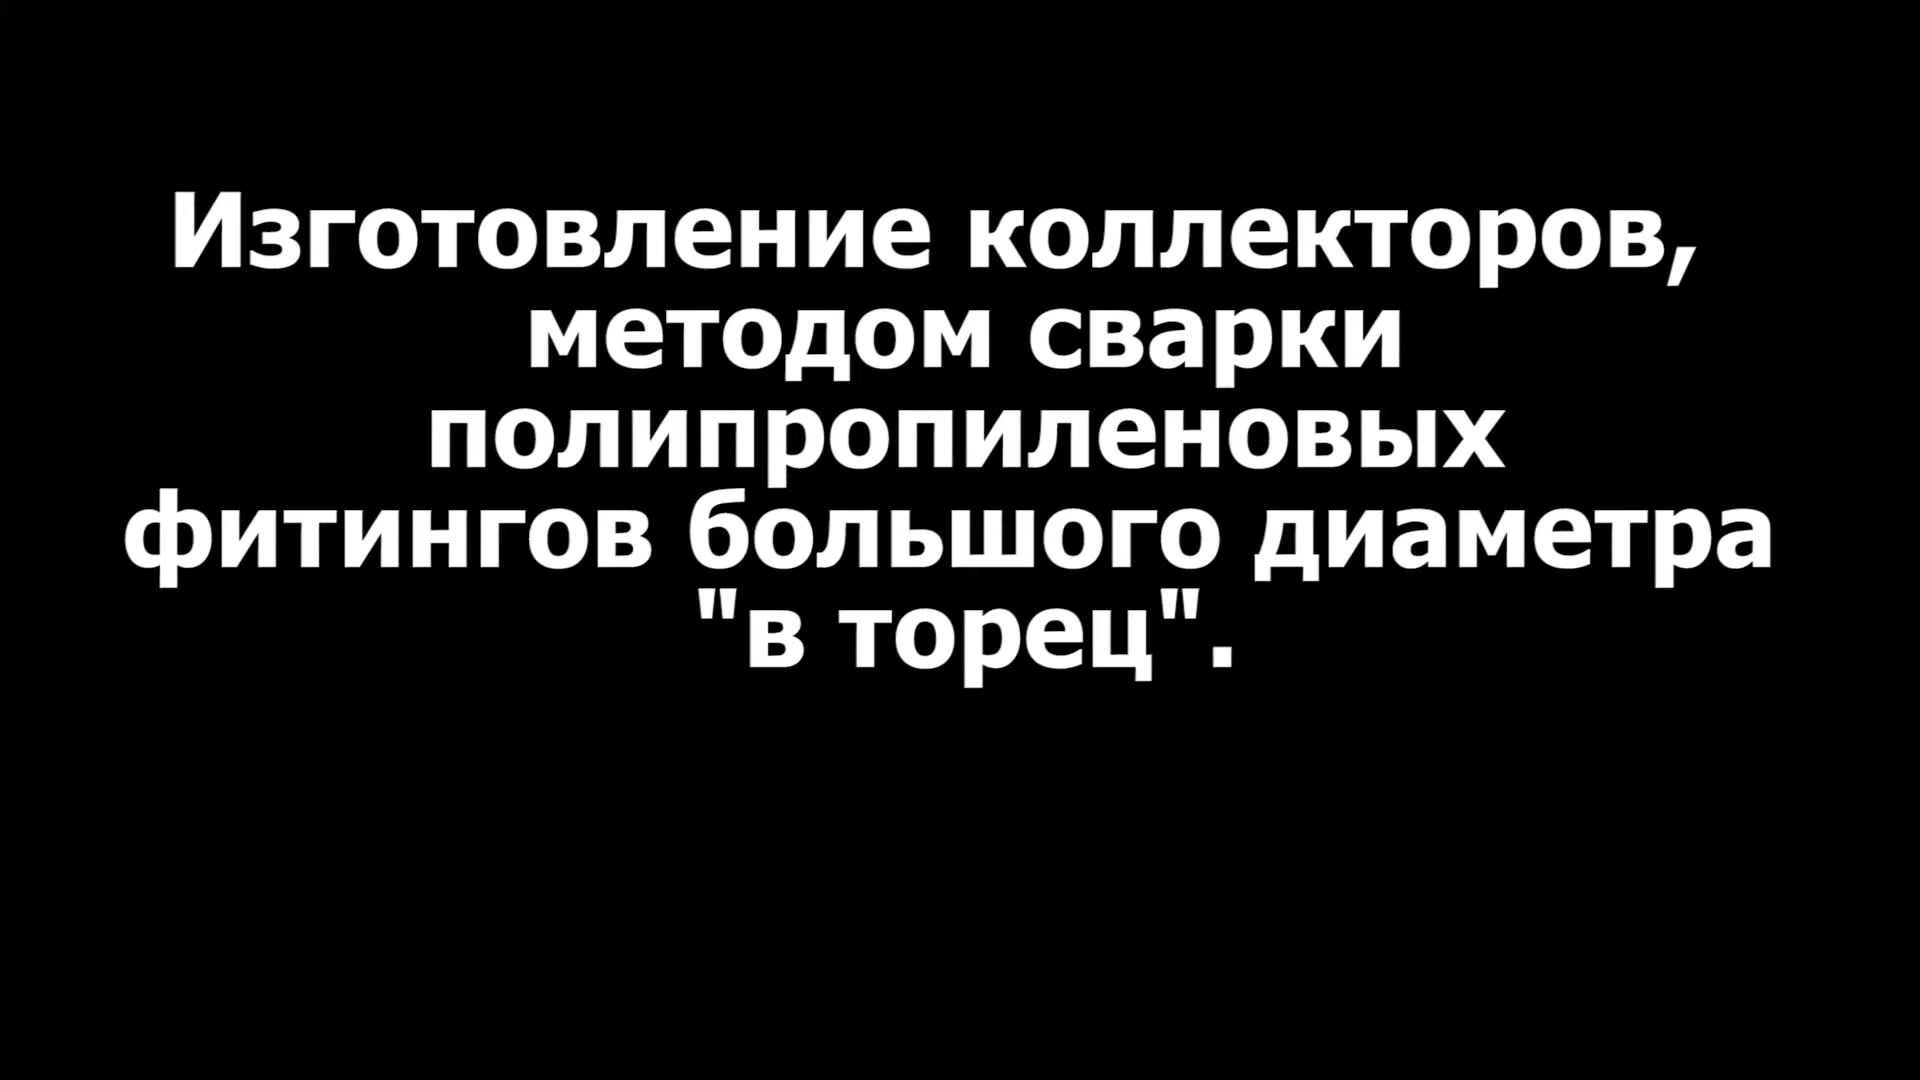 Изготовление коллекторов,
методом сварки
полипропиленовых
фитингов большого диаметра
"в торец".